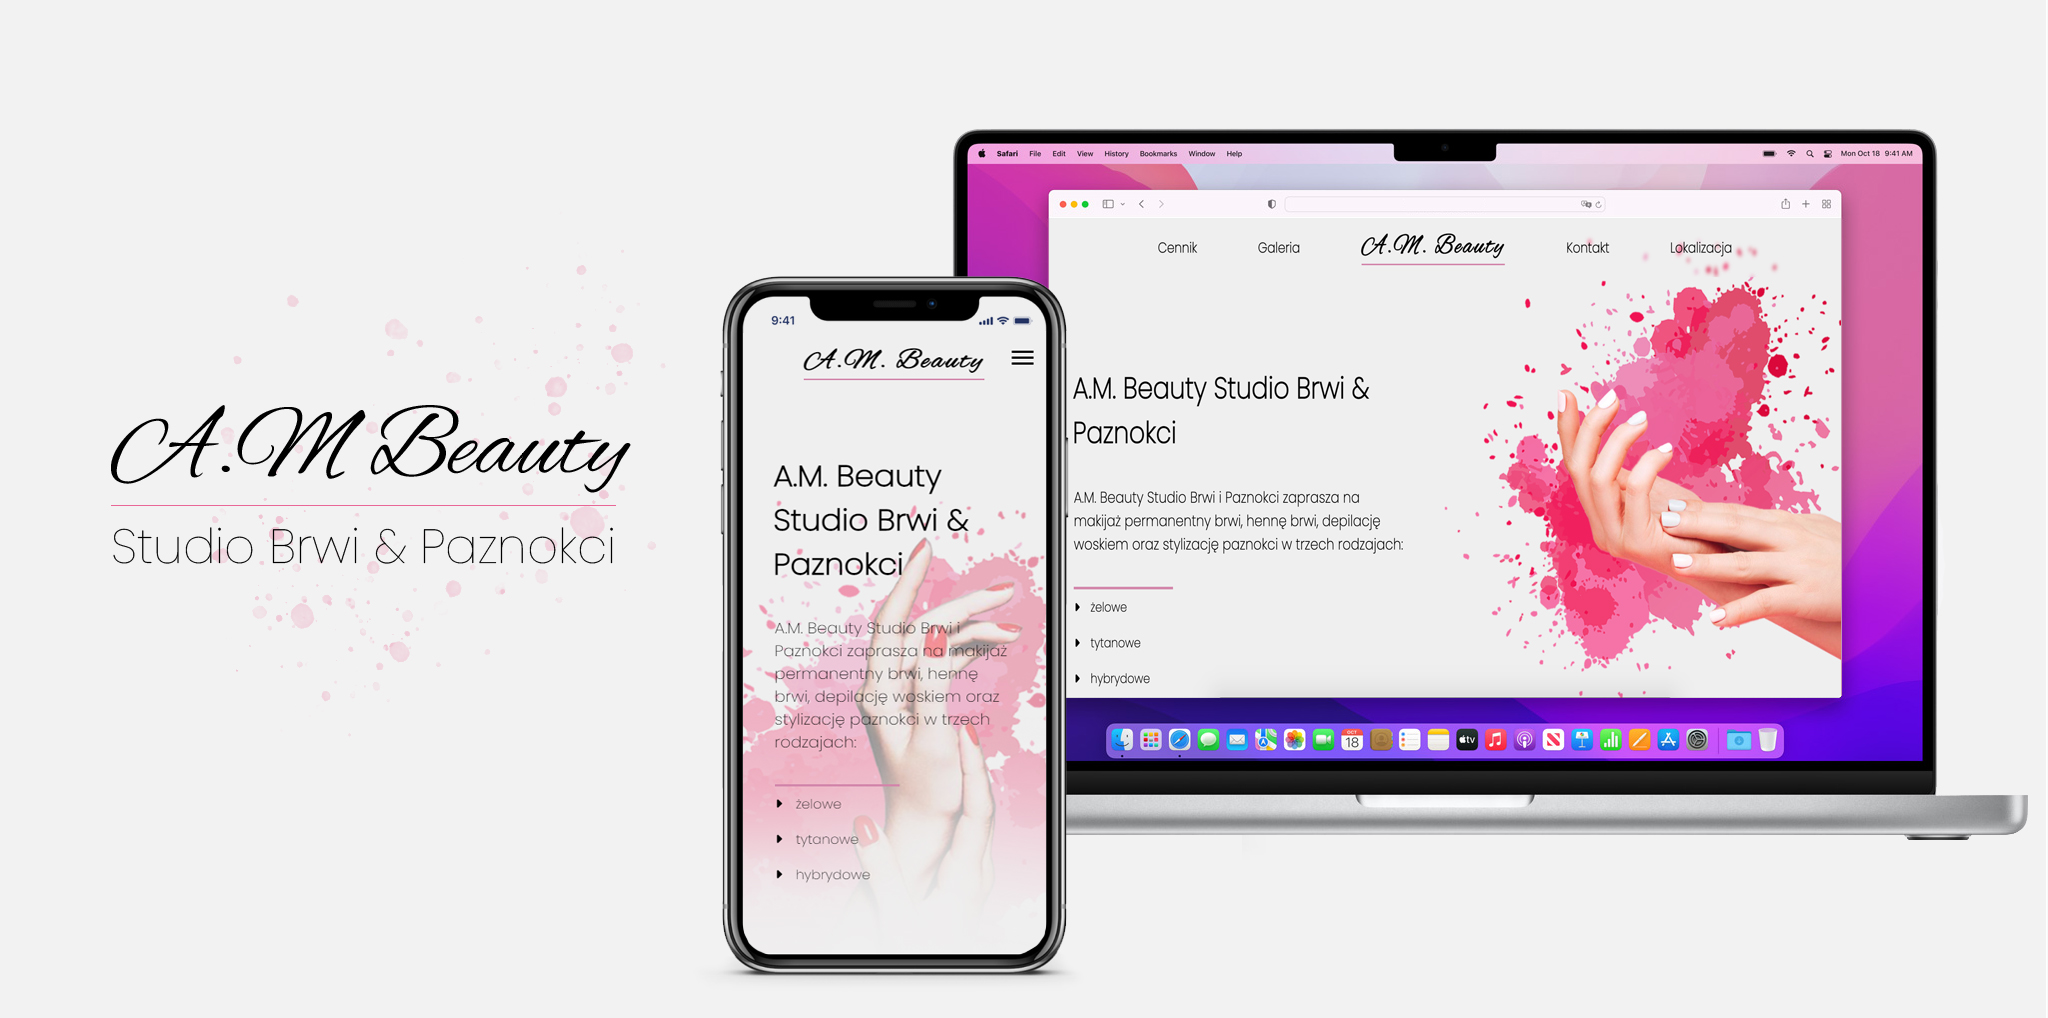 A.M Beauty
Studio Brwi & Paznokci
9:41
A.M. Beauty
A.M. Beauty
Studio Brwi &
Paznokci
A.M. Beauty Studio Brwi i
Paznokci zaprasza na makijaż
permanentny brwi, hennę
brwi, depilację woskiem oraz
stylizację paznokci w trzech
rodzajach:
żelowe
tytanowe
hybrydowe
Safari File Edit View History Bookmarks Window Help Mon Oct 18 9:41 AM
Cennik Galeria A.M. Beauty Kontakt Lokalizacja
A.M. Beauty Studio Brwi &
Paznokci
A.M. Beauty Studio Brwi i Paznokci zaprasza na
makijaż permanentny brwi, hennę brwi, depilację
woskiem oraz stylizację paznokci w trzech rodzajach:
żelowe
tytanowe
hybrydowe
OCT
18
tv